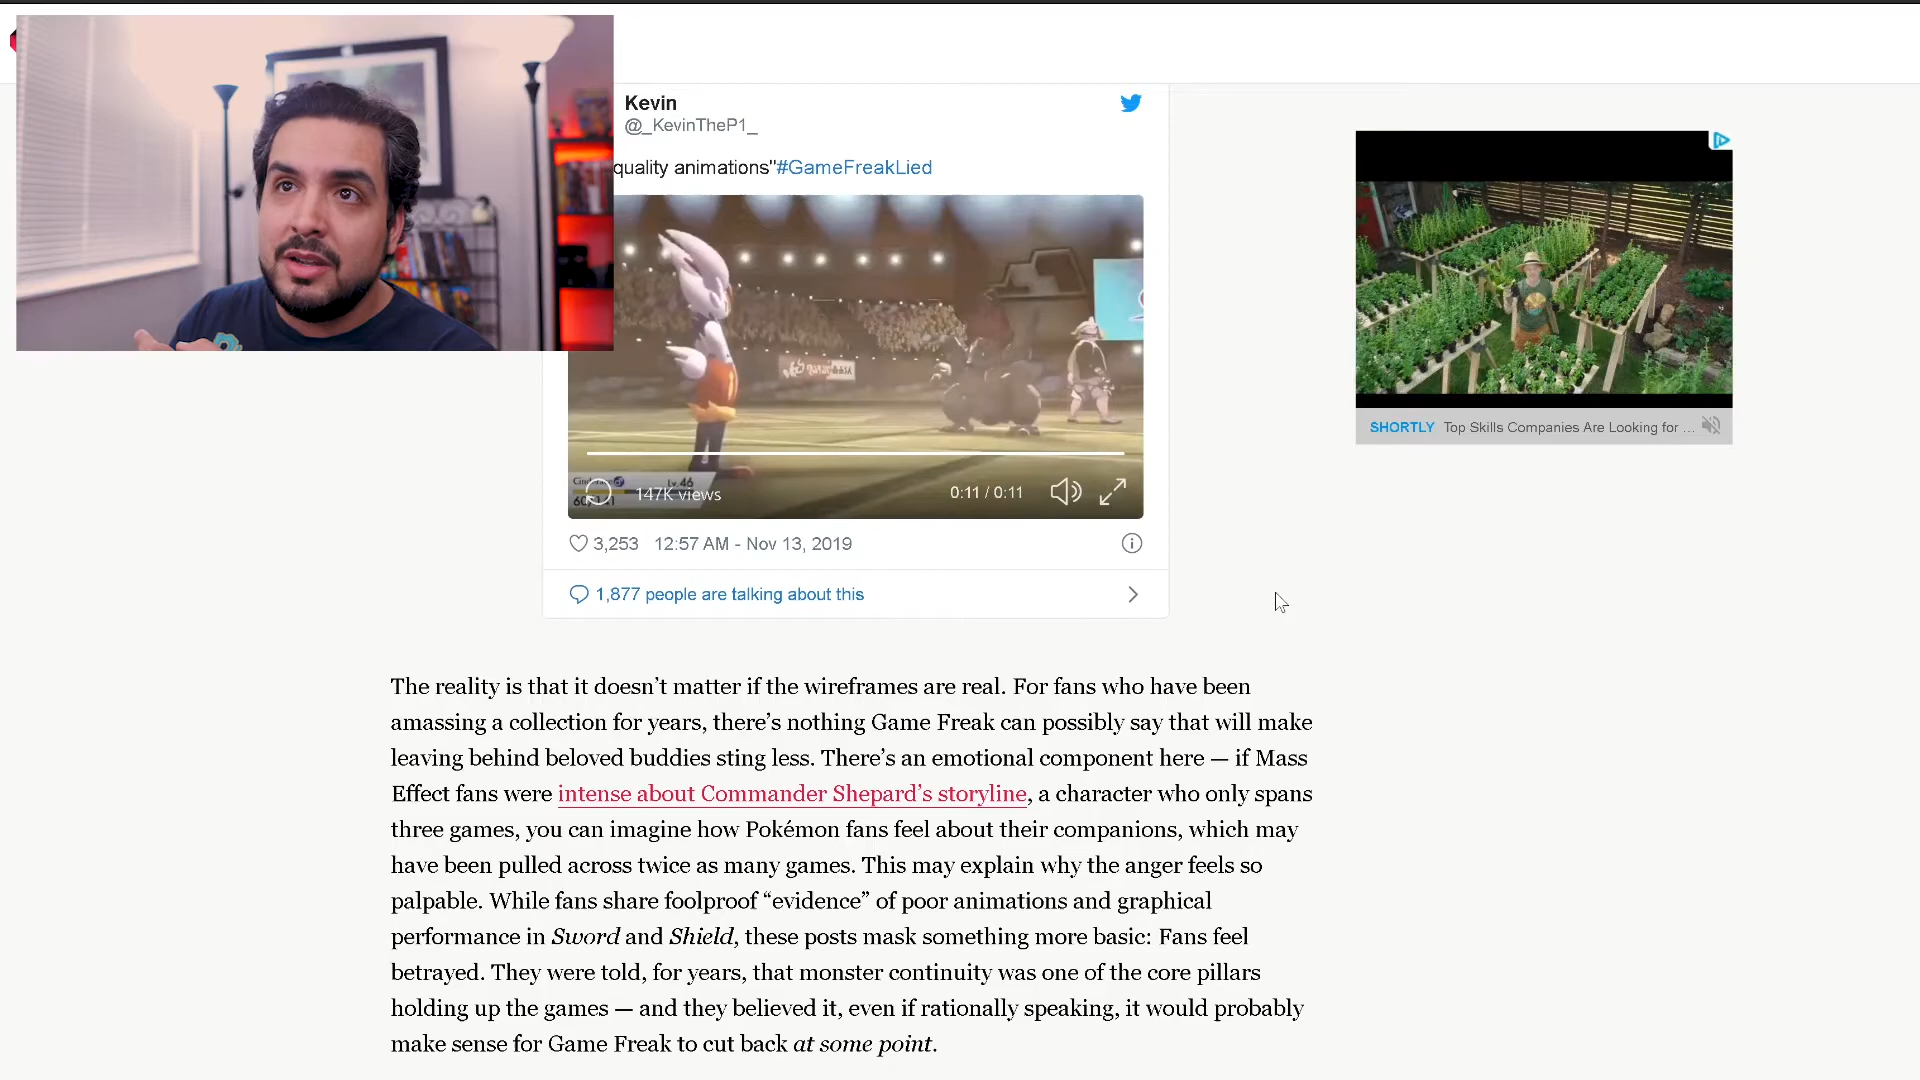 Kevin
@_KevinTheP1_
quality animations"#GameFreakLied
Lv.46
147K views
0:11 / 0:11
3,253 12:57 AM - Nov 13, 2019
1,877 people are talking about this
SHORTLY Top Skills Companies Are Looking for ...
The reality is that it doesn’t matter if the wireframes are real. For fans who have been
amassing a collection for years, there’s nothing Game Freak can possibly say that will make
leaving behind beloved buddies sting less. There’s an emotional component here — if Mass
Effect fans were intense about Commander Shepard’s storyline, a character who only spans
three games, you can imagine how Pokémon fans feel about their companions, which may
have been pulled across twice as many games. This may explain why the anger feels so
palpable. While fans share foolproof “evidence” of poor animations and graphical
performance in Sword and Shield, these posts mask something more basic: Fans feel
betrayed. They were told, for years, that monster continuity was one of the core pillars
holding up the games — and they believed it, even if rationally speaking, it would probably
make sense for Game Freak to cut back at some point.